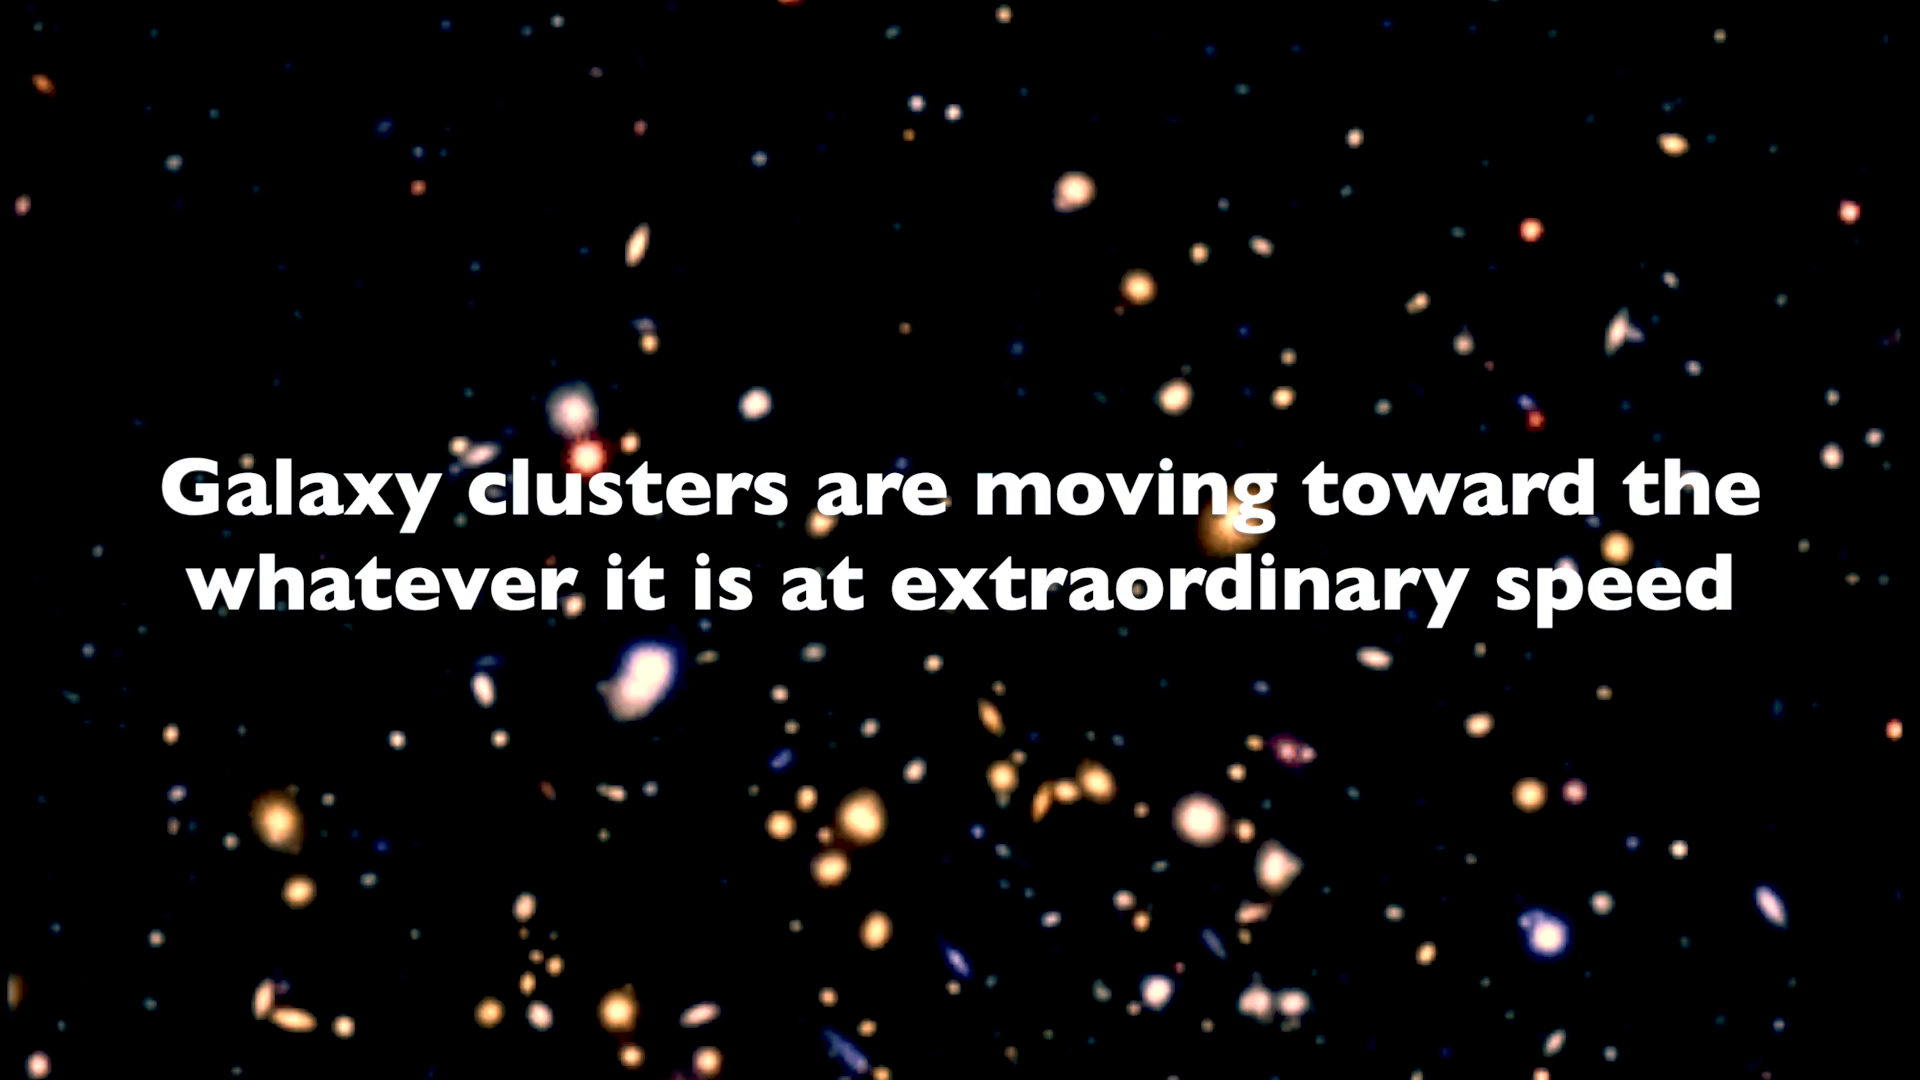 Galaxy clusters are moving toward the
whatever it is at extraordinary speed